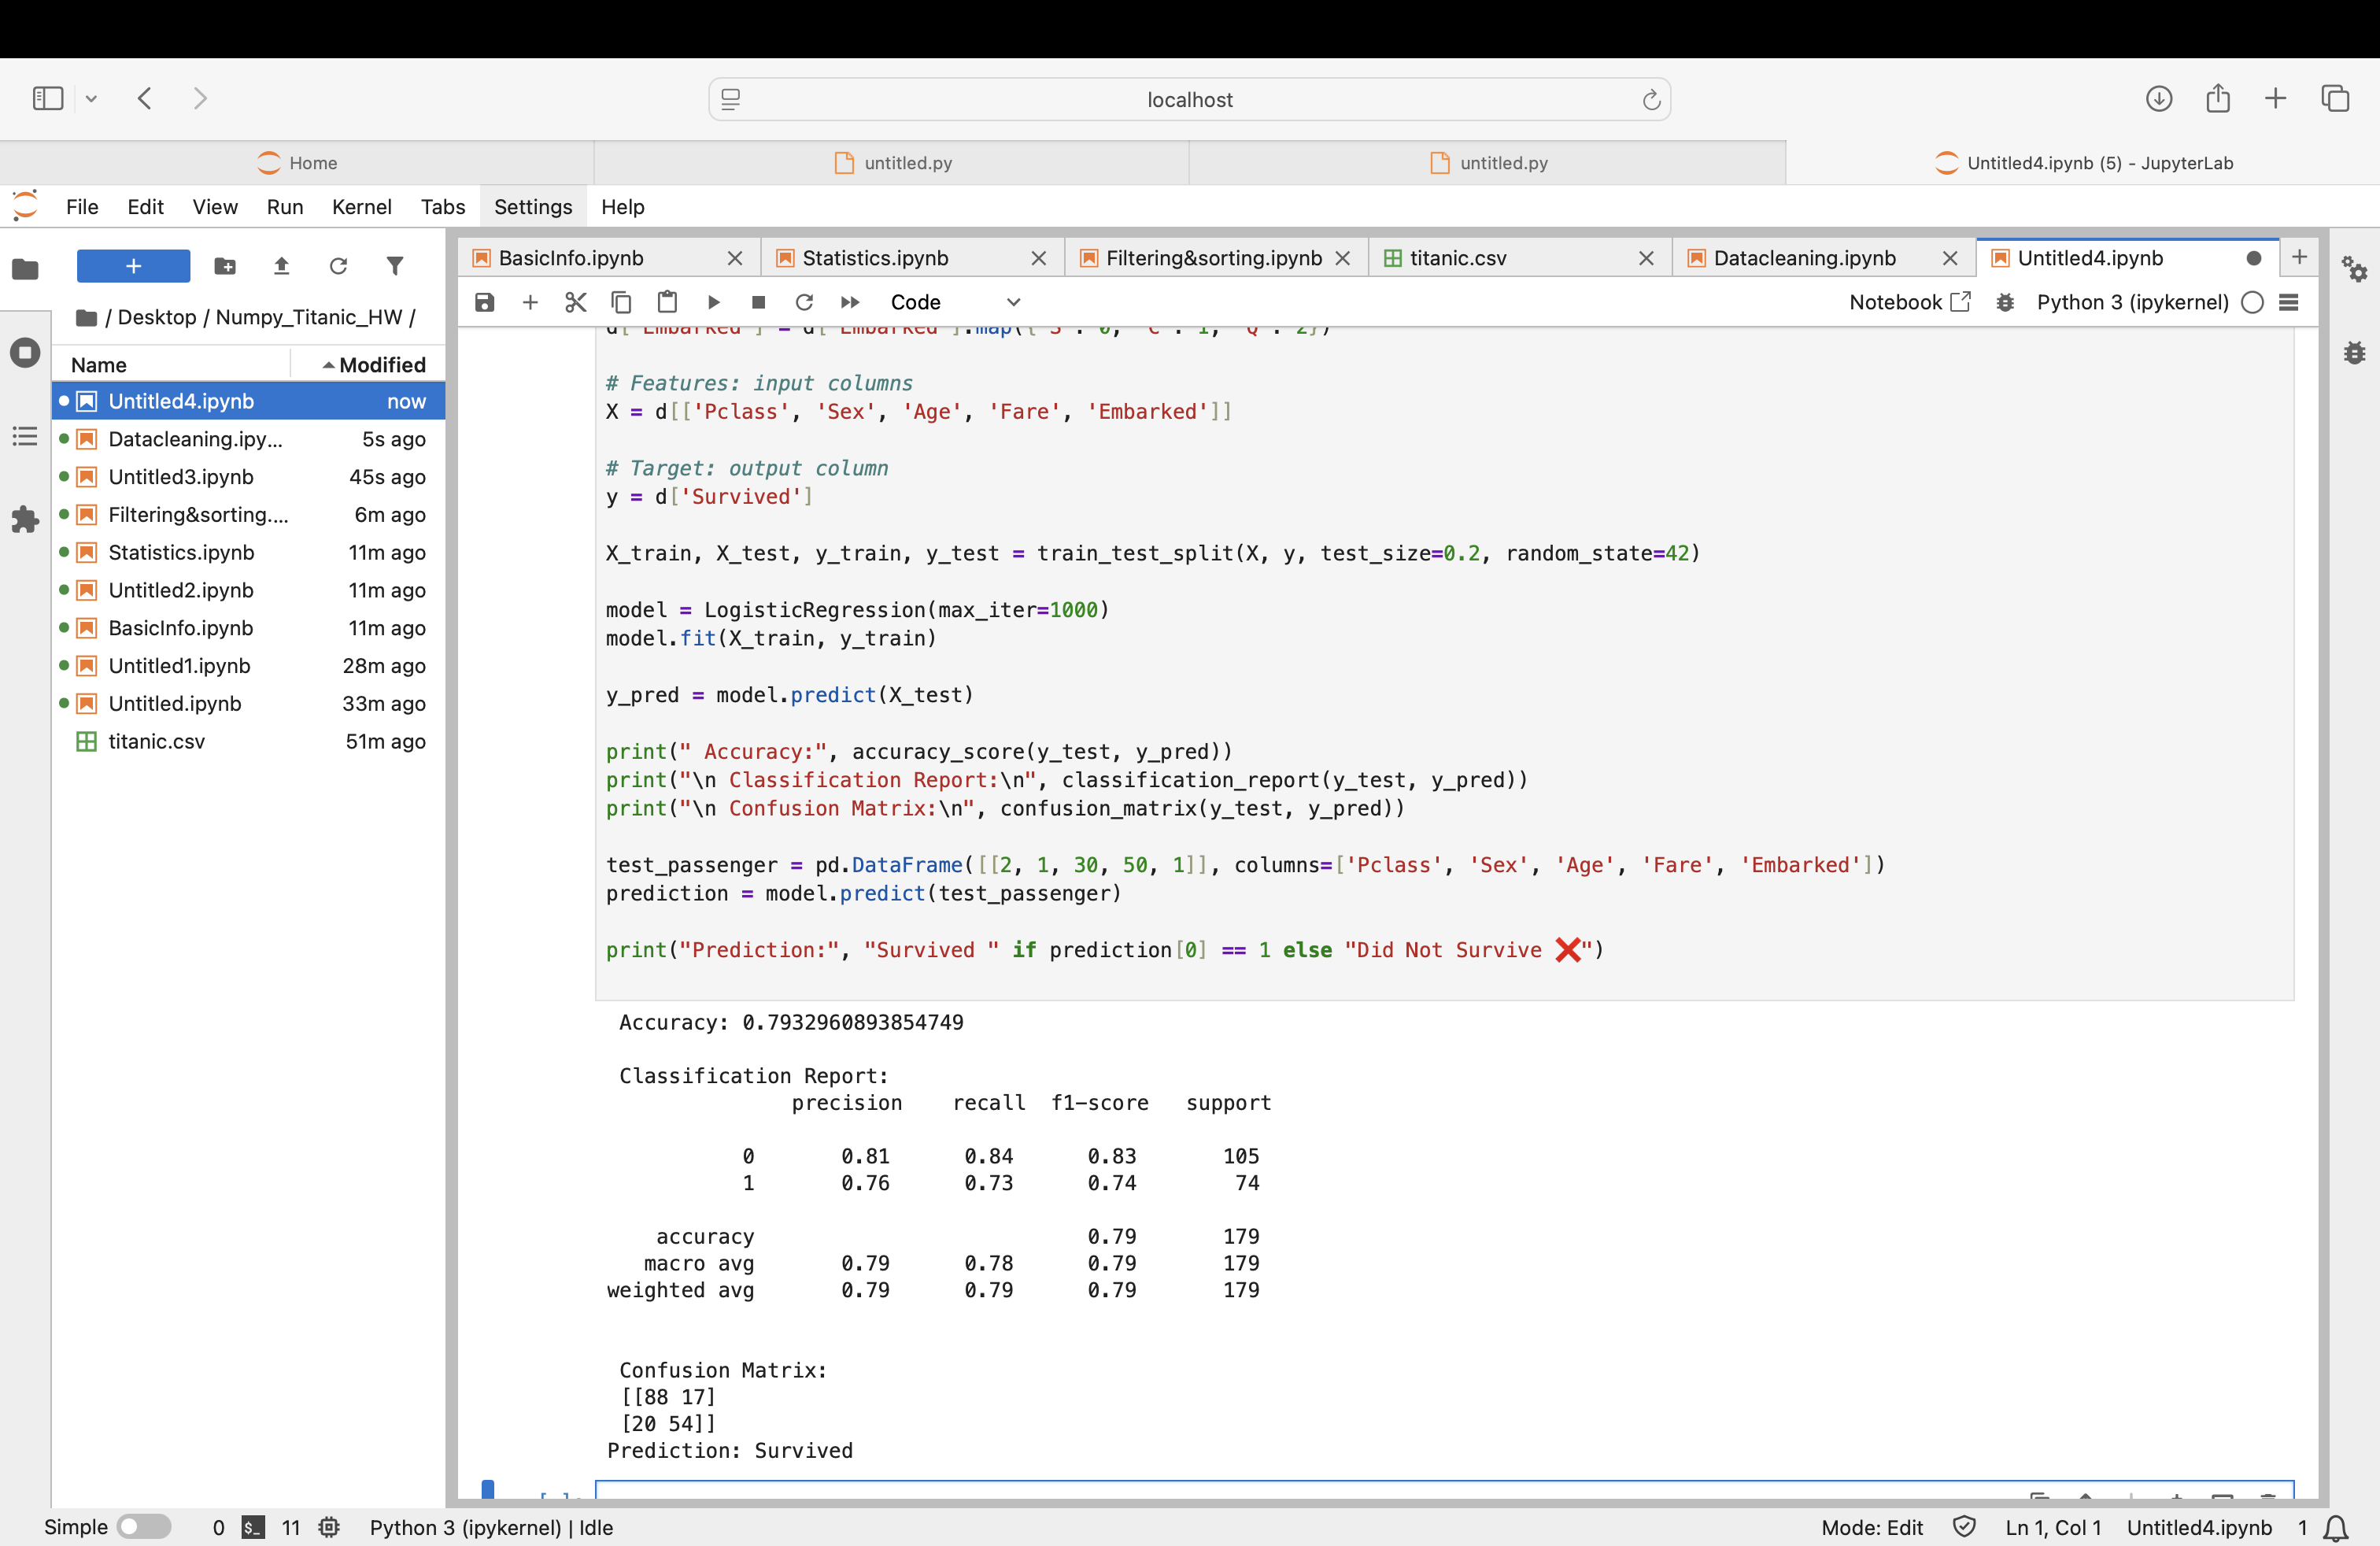 localhost
Home
untitled.py
untitled.py
Untitled4.ipynb (5) - JupyterLab
File Edit View Run Kernel Tabs Settings Help
BasicInfo.ipynb
Statistics.ipynb
Filtering&sorting.ipynb
titanic.csv
Datacleaning.ipynb
Untitled4.ipynb
Code
Notebook
Python 3 (ipykernel)
/ Desktop / Numpy_Titanic_HW /
Name Modified
Untitled4.ipynb now
Datacleaning.ipy... 5s ago
Untitled3.ipynb 45s ago
Filtering&sorting.... 6m ago
Statistics.ipynb 11m ago
Untitled2.ipynb 11m ago
BasicInfo.ipynb 11m ago
Untitled1.ipynb 28m ago
Untitled.ipynb 33m ago
titanic.csv 51m ago
d['Embarked'] = d['Embarked'].map({'S': 0, 'C': 1, 'Q': 2})
# Features: input columns
X = d[['Pclass', 'Sex', 'Age', 'Fare', 'Embarked']]
# Target: output column
y = d['Survived']
X_train, X_test, y_train, y_test = train_test_split(X, y, test_size=0.2, random_state=42)
model = LogisticRegression(max_iter=1000)
model.fit(X_train, y_train)
y_pred = model.predict(X_test)
print(" Accuracy:", accuracy_score(y_test, y_pred))
print("\n Classification Report:\n", classification_report(y_test, y_pred))
print("\n Confusion Matrix:\n", confusion_matrix(y_test, y_pred))
test_passenger = pd.DataFrame([[2, 1, 30, 50, 1]], columns=['Pclass', 'Sex', 'Age', 'Fare', 'Embarked'])
prediction = model.predict(test_passenger)
print("Prediction:", "Survived " if prediction[0] == 1 else "Did Not Survive ❌")
Accuracy: 0.7932960893854749
Classification Report:
precision recall f1-score support
0 0.81 0.84 0.83 105
1 0.76 0.73 0.74 74
accuracy 0.79 179
macro avg 0.79 0.78 0.79 179
weighted avg 0.79 0.79 0.79 179
Confusion Matrix:
[[88 17]
[20 54]]
Prediction: Survived
[ ]:
Simple 0 $_ 11 Python 3 (ipykernel) | Idle
Mode: Edit Ln 1, Col 1 Untitled4.ipynb 1